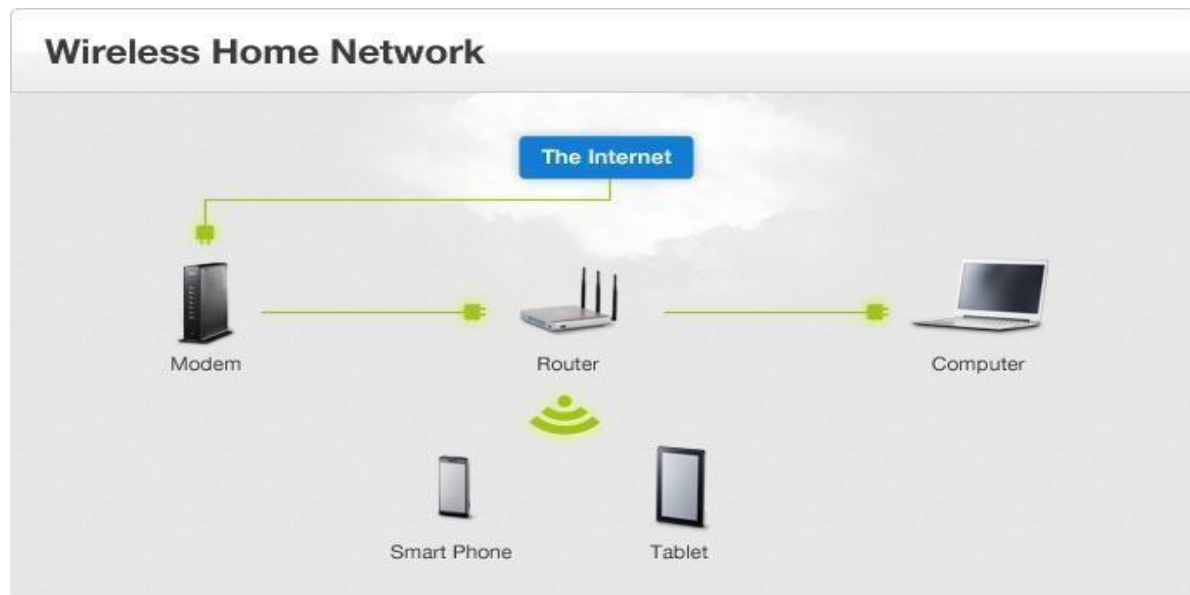 Wireless Home Network
The Internet
Modem
Router
Computer
Smart Phone
Tablet